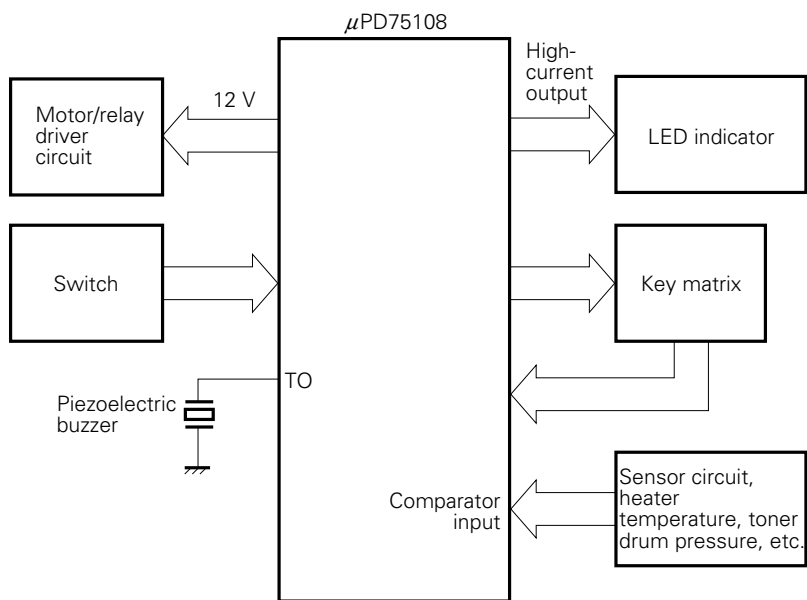 μPD75108
High-
current
output
12 V
Motor/relay
driver
circuit
LED indicator
Switch
Key matrix
TO
Piezoelectric
buzzer
Comparator
input
Sensor circuit,
heater
temperature, toner
drum pressure, etc.